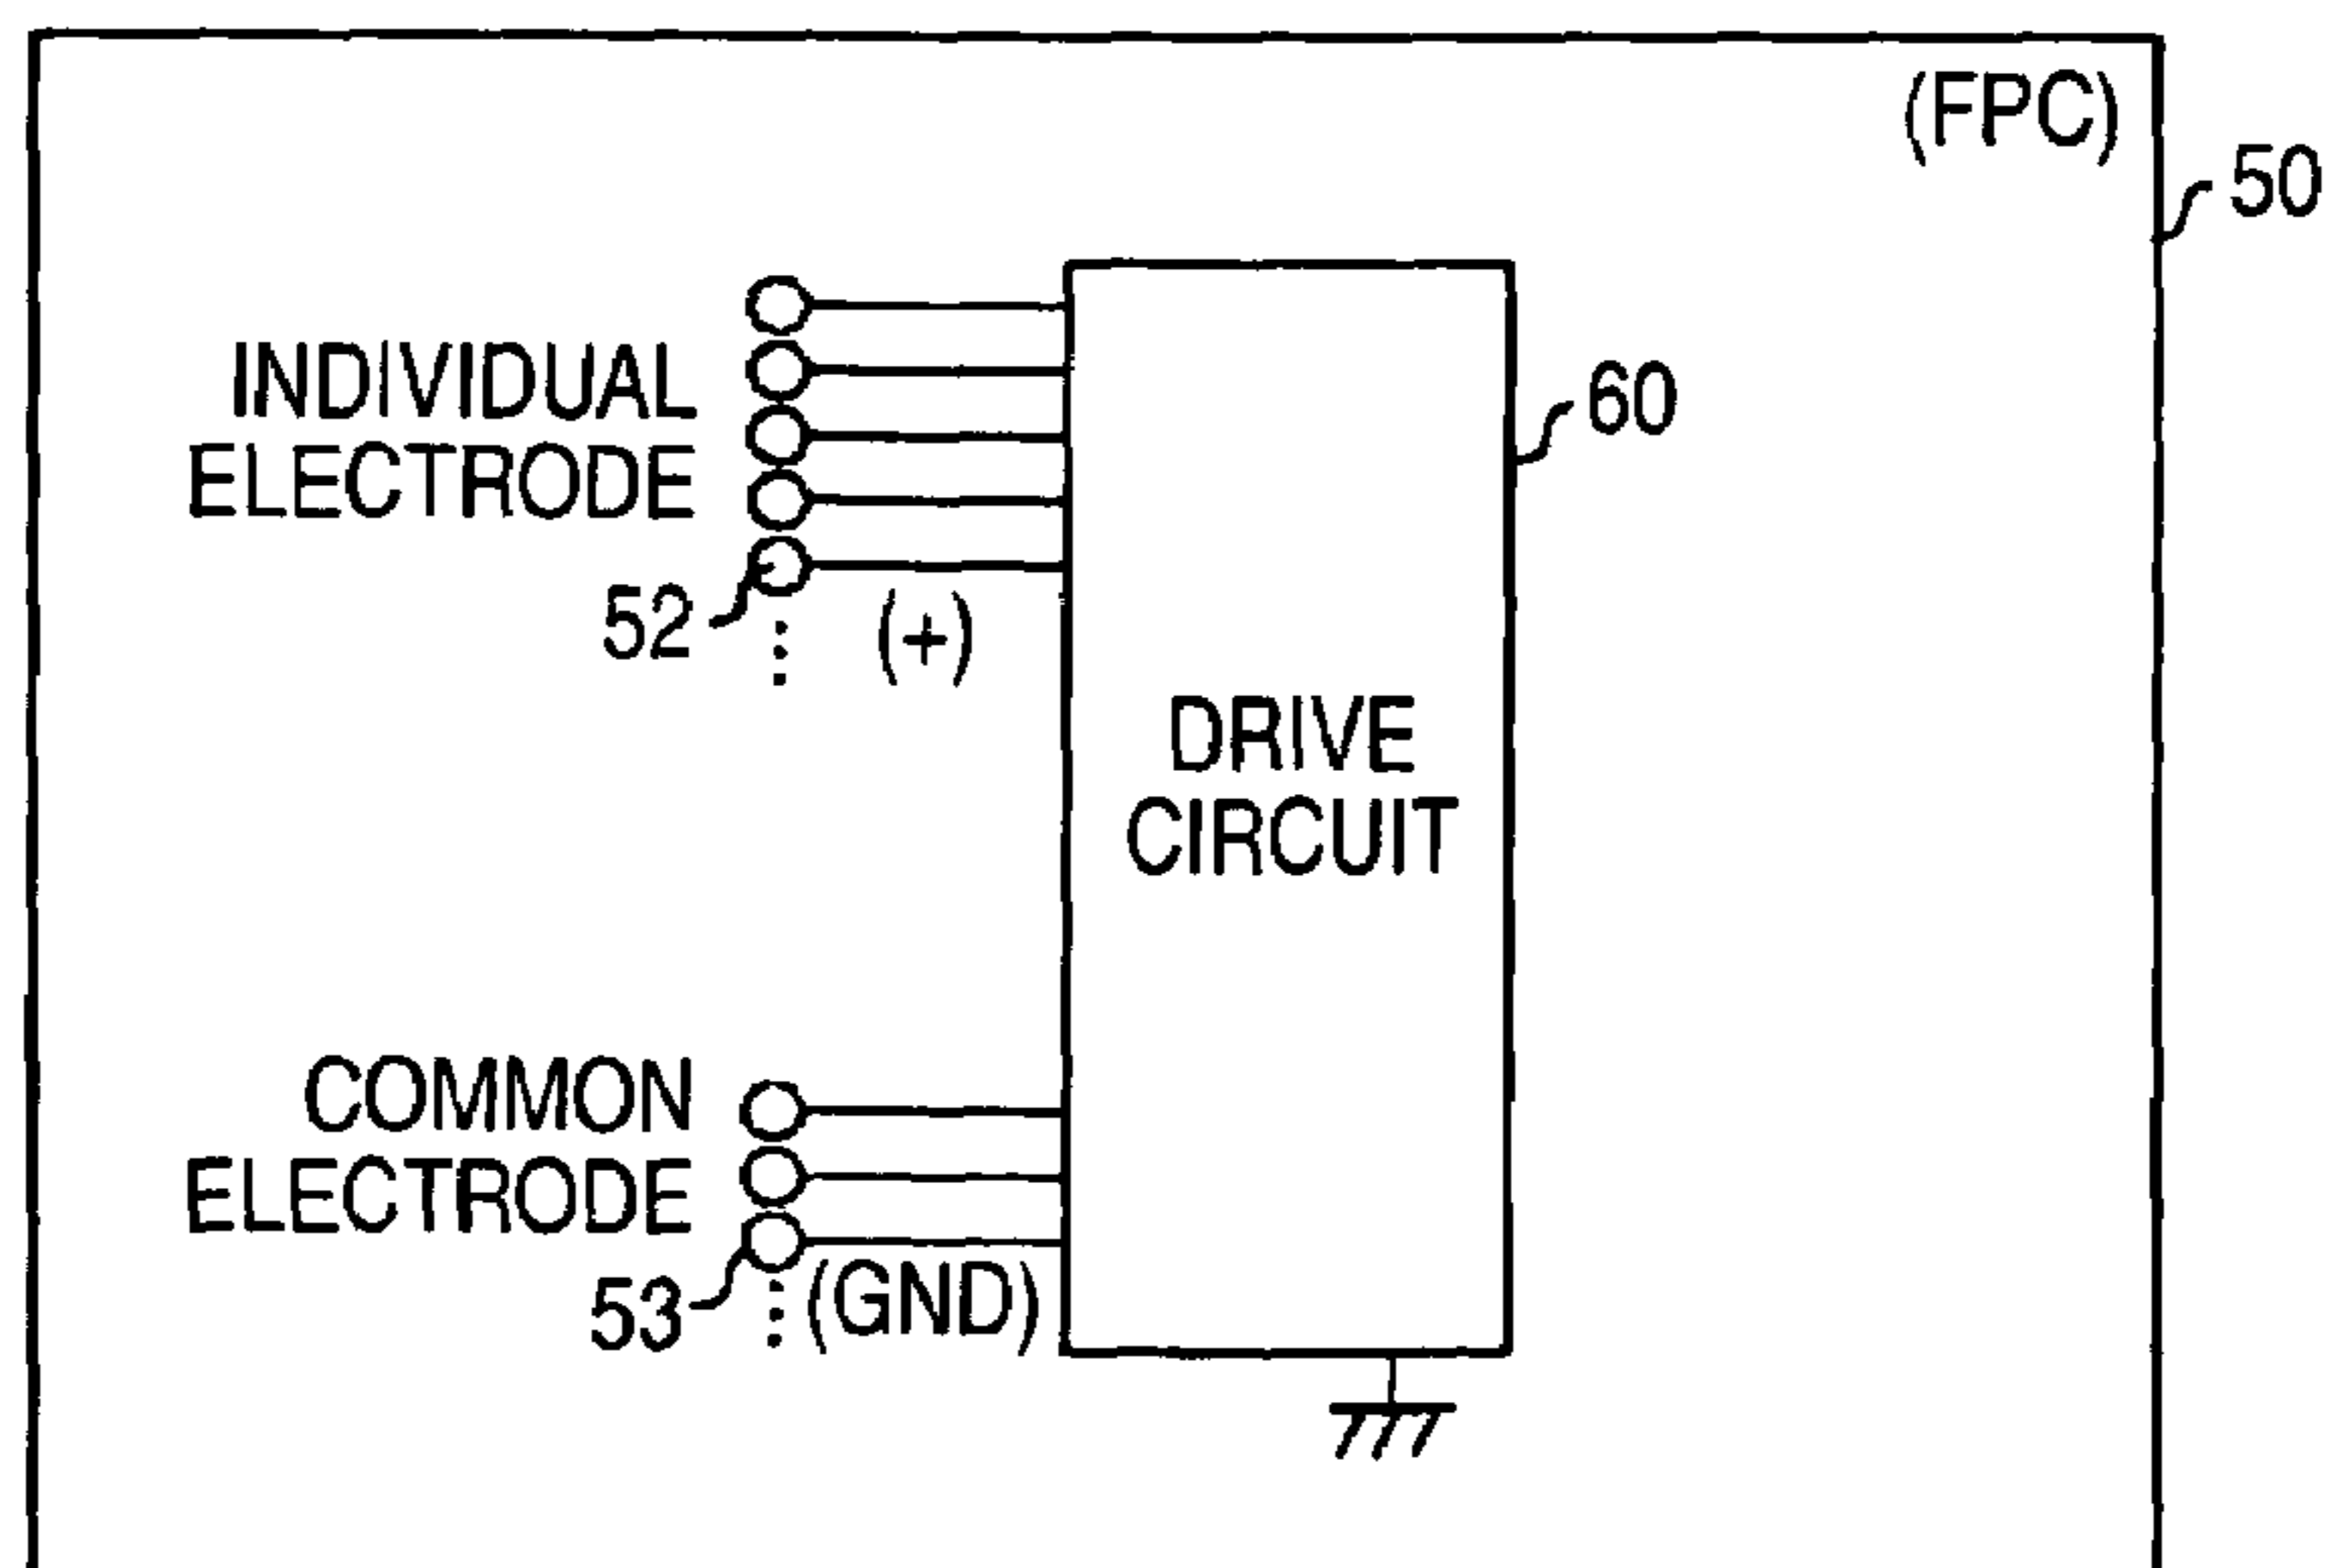 (FPC)
50
INDIVIDUAL
ELECTRODE
60
52
(+)
DRIVE
CIRCUIT
COMMON
ELECTRODE
53
(GND)